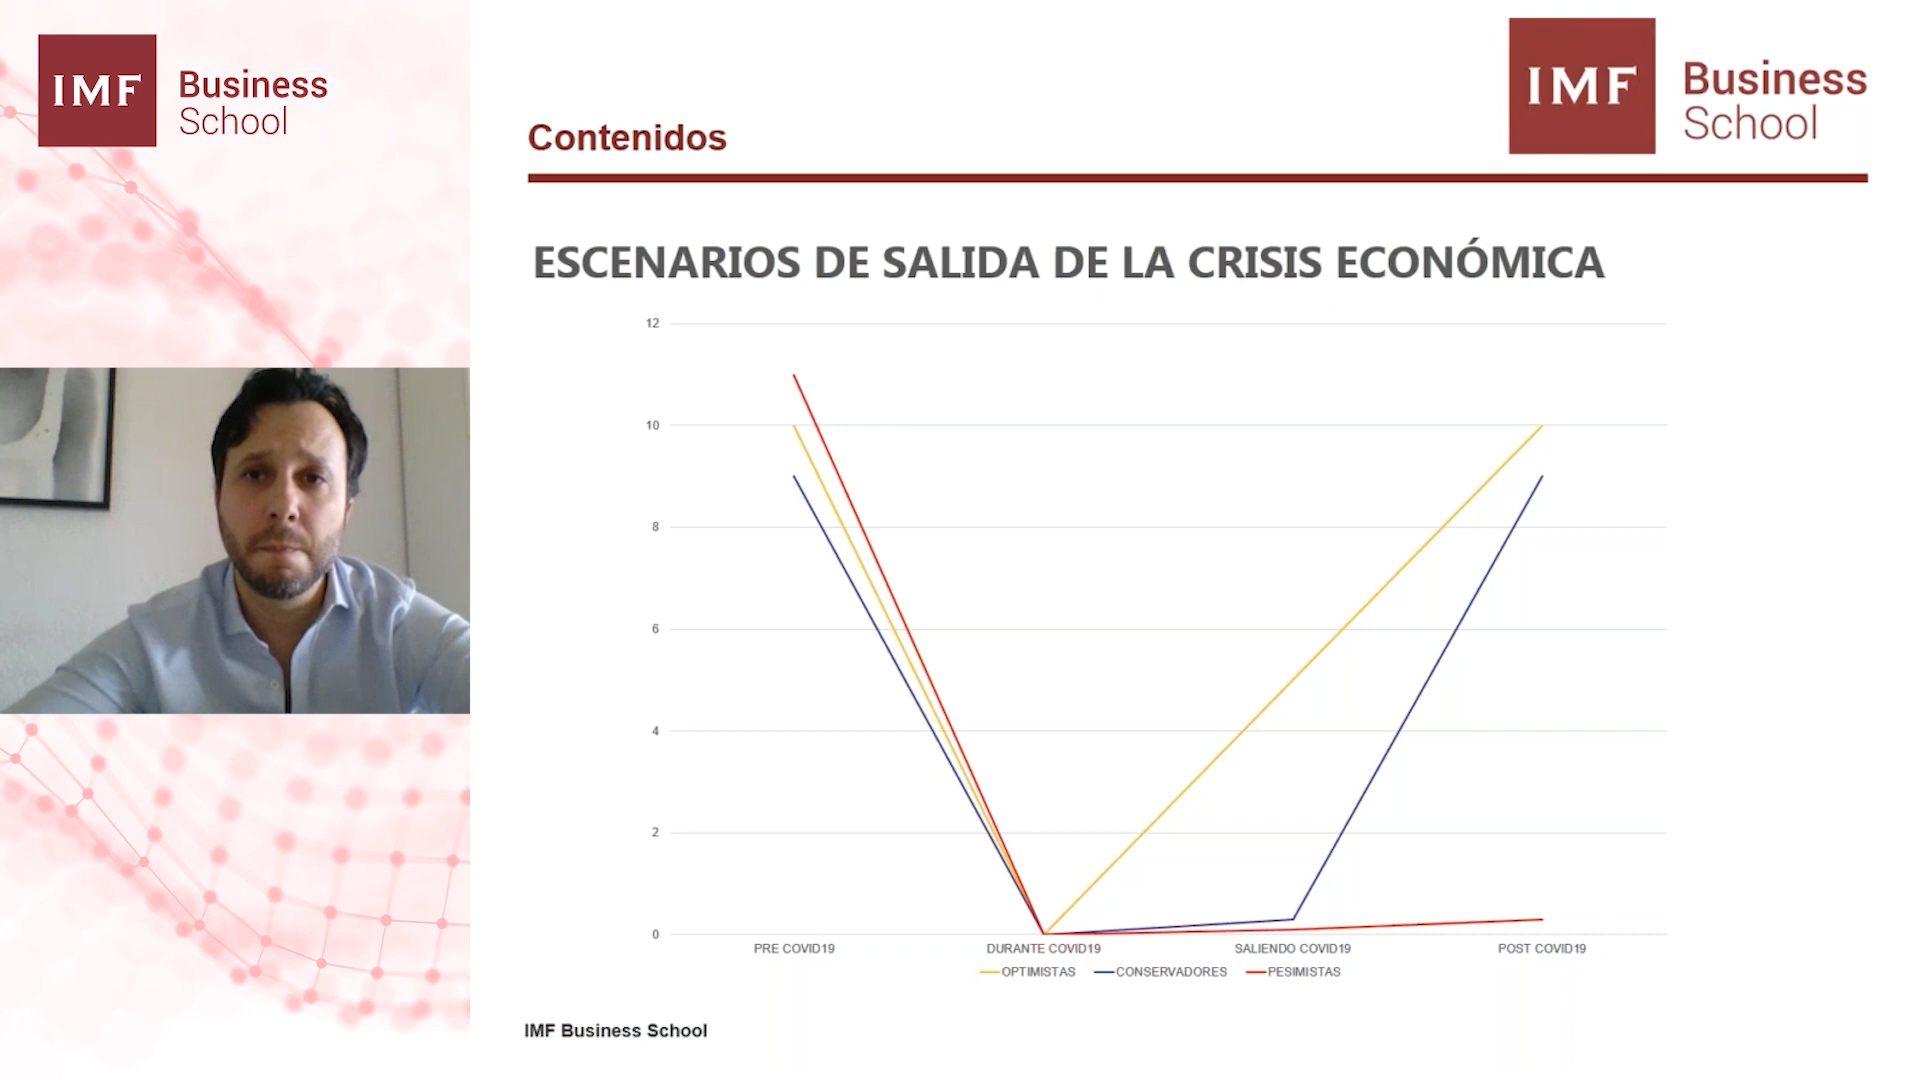 IMF Business
School
IMF Business
School
Contenidos
ESCENARIOS DE SALIDA DE LA CRISIS ECONÓMICA
12
10
8
6
4
2
0
PRE COVID19 DURANTE COVID19 SALIENDO COVID19 POST COVID19
OPTIMISTAS CONSERVADORES PESIMISTAS
IMF Business School